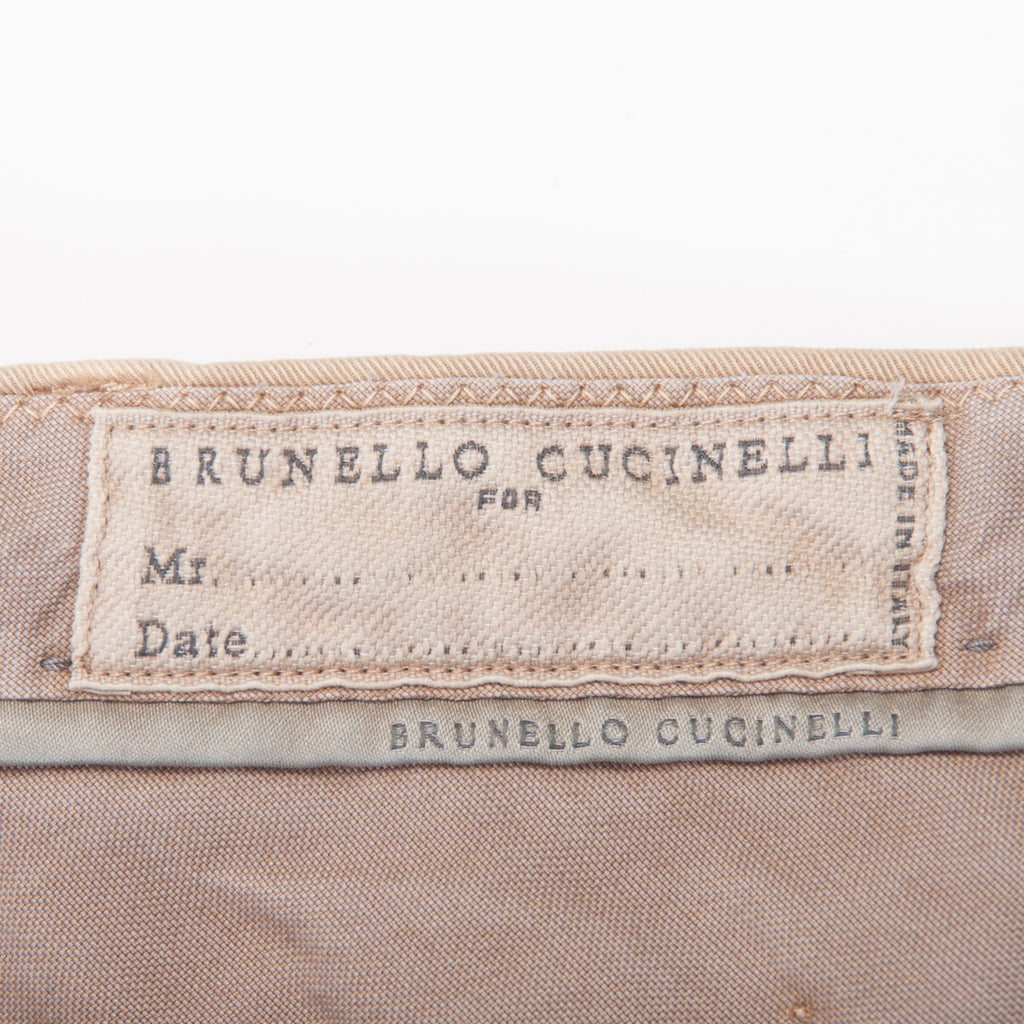 BRUNELLO CUCINELLI
FOR
Mr.
Date
MADE IN ITALY
BRUNELLO CUCINELLI